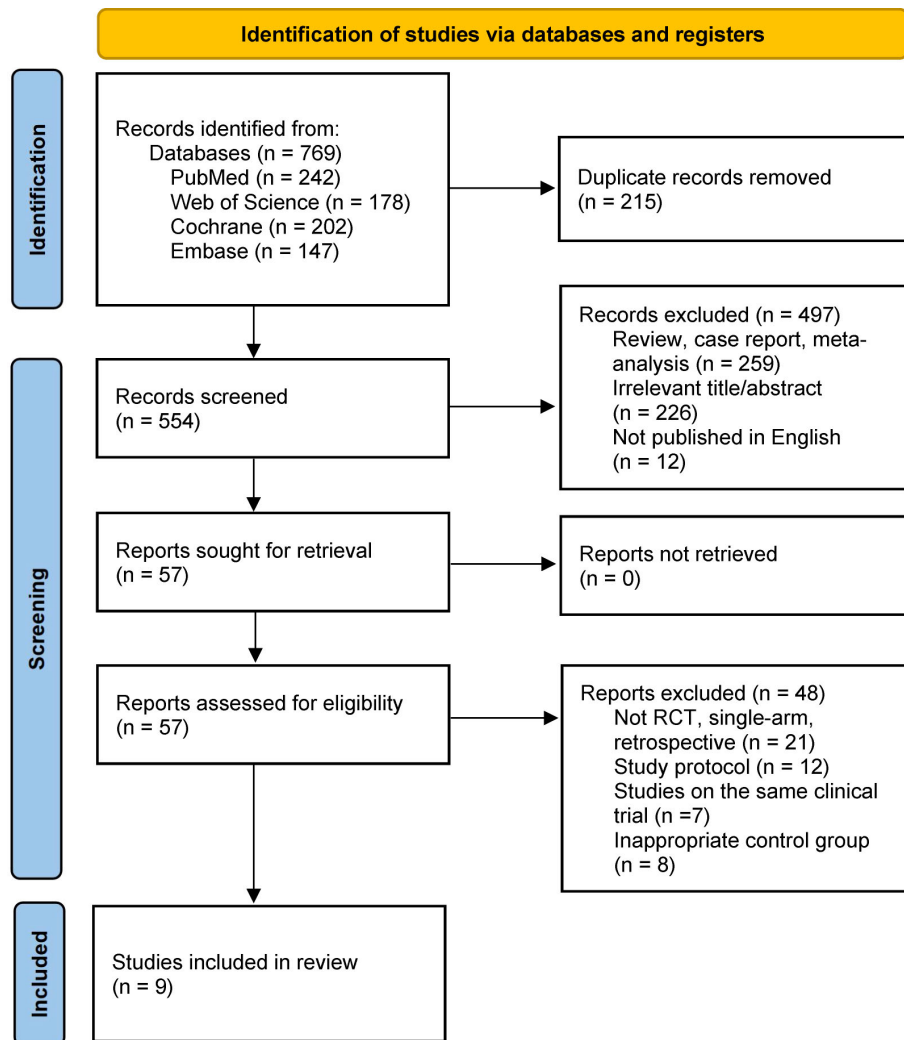 Identification of studies via databases and registers
Identification
Records identified from:
Databases (n = 769)
PubMed (n = 242)
Web of Science (n = 178)
Cochrane (n = 202)
Embase (n = 147)
Duplicate records removed
(n = 215)
Screening
Records screened
(n = 554)
Records excluded (n = 497)
Review, case report, meta-
analysis (n = 259)
Irrelevant title/abstract
(n = 226)
Not published in English
(n = 12)
Reports sought for retrieval
(n = 57)
Reports not retrieved
(n = 0)
Reports assessed for eligibility
(n = 57)
Reports excluded (n = 48)
Not RCT, single-arm,
retrospective (n = 21)
Study protocol (n = 12)
Studies on the same clinical
trial (n =7)
Inappropriate control group
(n = 8)
Included
Studies included in review
(n = 9)